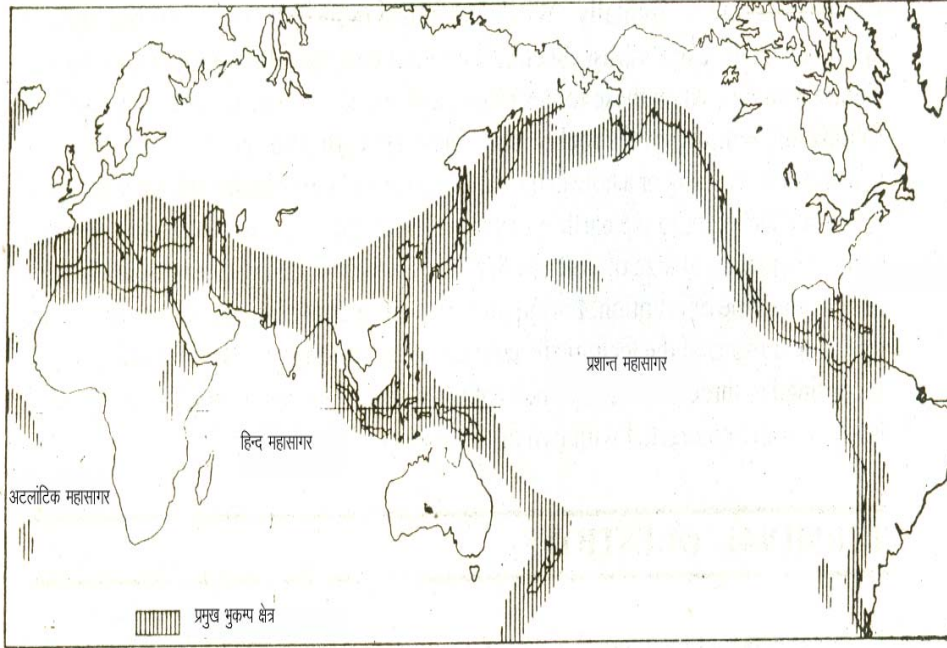 प्रशान्त महासागर
हिन्द महासागर
अटलांटिक महासागर
प्रमुख भुकम्प क्षेत्र